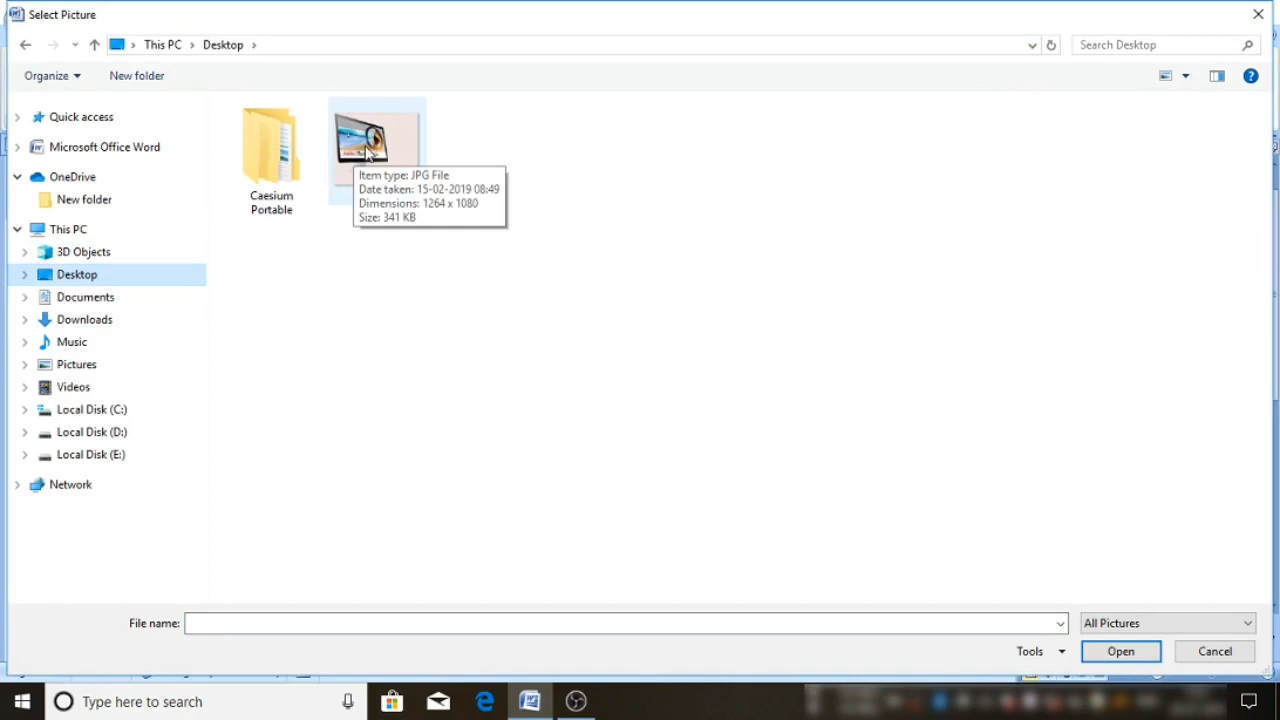 Select Picture
This PC
Desktop
Search Desktop
Organize
New folder
Quick access
Microsoft Office Word
OneDrive
New folder
This PC
3D Objects
Desktop
Documents
Downloads
Music
Pictures
Videos
Local Disk (C:)
Local Disk (D:)
Local Disk (E:)
Network
Caesium
Portable
Item type: JPG File
Date taken: 15-02-2019 08:49
Dimensions: 1264 x 1080
Size: 341 KB
File name:
All Pictures
Tools
Open
Cancel
Type here to search